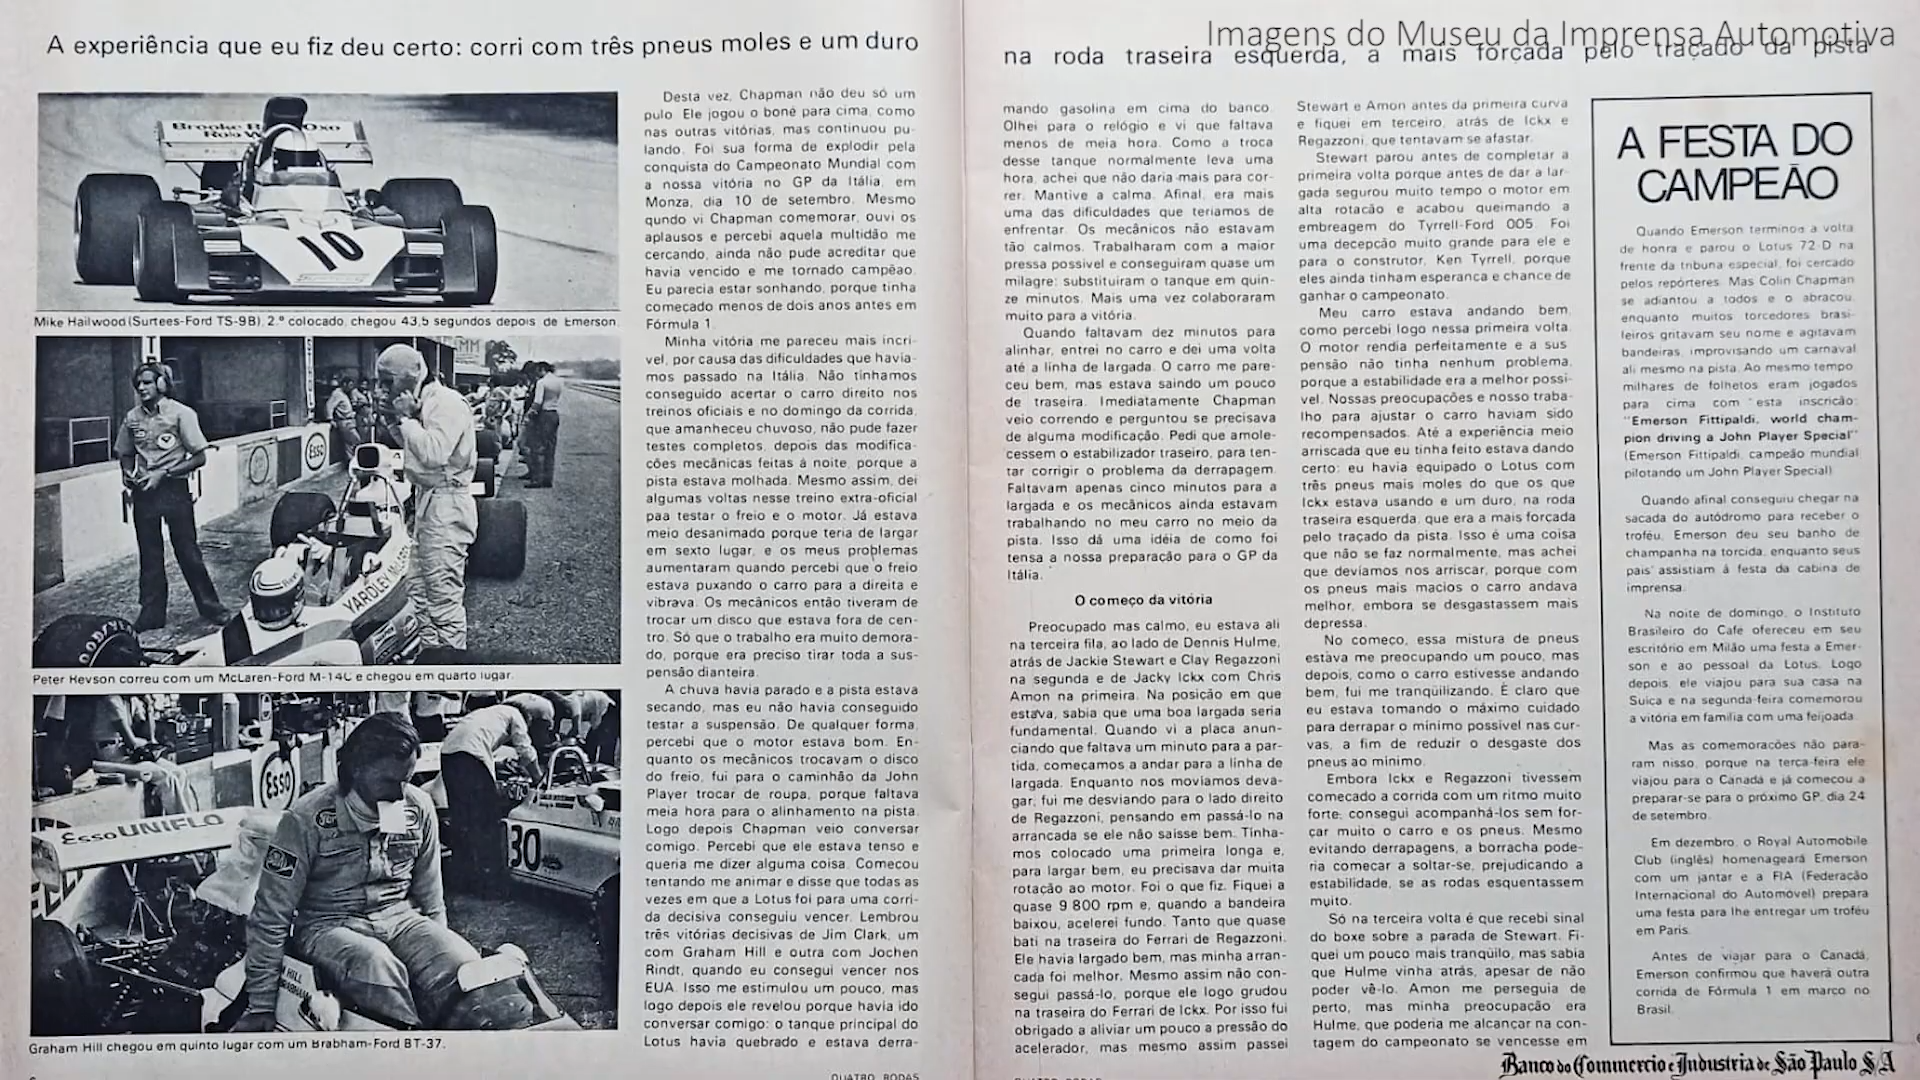 Imagens do Museu da Imprensa Automotiva
A experiência que eu fiz deu certo: corri com três pneus moles e um duro
na roda traseira esquerda, a mais forçada pelo traçado da pista
10
Mike Hailwood (Surtees-Ford TS-9B), 2.º colocado, chegou 43,5 segundos depois de Emerson.
Esso
YARDLEY
GOODYEAR
Peter Revson correu com um McLaren-Ford M-14C e chegou em quarto lugar.
Esso
Esso UNIFLO
30
Graham Hill chegou em quinto lugar com um Brabham-Ford BT-37.
Desta vez, Chapman não deu só um
pulo. Ele jogou o boné para cima, como
nas outras vitórias, mas continuou pu-
lando. Foi sua forma de explodir pela
conquista do Campeonato Mundial com
a nossa vitória no GP da Itália, em
Monza, dia 10 de setembro. Mesmo
qundo vi Chapman comemorar, ouvi os
aplausos e percebi aquela multidão me
cercando, ainda não pude acreditar que
havia vencido e me tornado campeão.
Eu parecia estar sonhando, porque tinha
começado menos de dois anos antes em
Fórmula 1.
Minha vitória me pareceu mais incrí-
vel, por causa das dificuldades que havía-
mos passado na Itália. Não tínhamos
conseguido acertar o carro direito nos
treinos oficiais e no domingo da corrida,
que amanheceu chuvoso, não pude fazer
testes completos, depois das modifica-
ções mecânicas feitas à noite, porque a
pista estava molhada. Mesmo assim, dei
algumas voltas nesse treino extra-oficial
paa testar o freio e o motor. Já estava
meio desanimado porque teria de largar
em sexto lugar, e os meus problemas
aumentaram quando percebi que o freio
estava puxando o carro para a direita e
vibrava. Os mecânicos então tiveram de
trocar um disco que estava fora de cen-
tro. Só que o trabalho era muito demora-
do, porque era preciso tirar toda a sus-
pensão dianteira.
A chuva havia parado e a pista estava
secando, mas eu não havia conseguido
testar a suspensão. De qualquer forma,
percebi que o motor estava bom. En-
quanto os mecânicos trocavam o disco
do freio, fui para o caminhão da John
Player trocar de roupa, porque faltava
meia hora para o alinhamento na pista.
Logo depois Chapman veio conversar
comigo. Percebi que ele estava tenso e
queria me dizer alguma coisa. Começou
tentando me animar e disse que todas as
vezes em que a Lotus foi para uma corri-
da decisiva conseguiu vencer. Lembrou
três vitórias decisivas de Jim Clark, um
com Graham Hill e outra com Jochen
Rindt, quando eu consegui vencer nos
EUA. Isso me estimulou um pouco, mas
logo depois ele revelou porque havia ido
conversar comigo: o tanque principal do
Lotus havia quebrado e estava derra-
QUATRO RODAS
mando gasolina em cima do banco.
Olhei para o relógio e vi que faltava
menos de meia hora. Como a troca
desse tanque normalmente leva uma
hora, achei que não daria mais para cor-
rer. Mantive a calma. Afinal, era mais
uma das dificuldades que teríamos de
enfrentar. Os mecânicos não estavam
tão calmos. Trabalharam com a maior
pressa possível e conseguiram quase um
milagre: substituíram o tanque em quin-
ze minutos. Mais uma vez colaboraram
muito para a vitória.
Quando faltavam dez minutos para
alinhar, entrei no carro e dei uma volta
até a linha de largada. O carro me pare-
ceu bem, mas estava saindo um pouco
de traseira. Imediatamente Chapman
veio correndo e perguntou se precisava
de alguma modificação. Pedi que amole-
cessem o estabilizador traseiro, para ten-
tar corrigir o problema da derrapagem.
Faltavam apenas cinco minutos para a
largada e os mecânicos ainda estavam
trabalhando no meu carro no meio da
pista. Isso dá uma idéia de como foi
tensa a nossa preparação para o GP da
Itália.
O começo da vitória
Preocupado mas calmo, eu estava ali
na terceira fila, ao lado de Dennis Hulme,
atrás de Jackie Stewart e Clay Regazzoni
na segunda e de Jacky Ickx com Chris
Amon na primeira. Na posição em que
estava, sabia que uma boa largada seria
fundamental. Quando vi a placa anun-
ciando que faltava um minuto para a par-
tida, começamos a andar para a linha de
largada. Enquanto nos movíamos deva-
gar, fui me desviando para o lado direito
de Regazzoni, pensando em passá-lo na
arrancada se ele não saísse bem. Tínha-
mos colocado uma primeira longa e,
para largar bem, eu precisava dar muita
rotação ao motor. Foi o que fiz. Fiquei a
quase 9 800 rpm e, quando a bandeira
baixou, acelerei fundo. Tanto que quase
bati na traseira do Ferrari de Regazzoni.
Ele havia largado bem, mas minha arran-
cada foi melhor. Mesmo assim não con-
segui passá-lo, porque ele logo grudou
na traseira do Ferrari de Ickx. Por isso fui
obrigado a aliviar um pouco a pressão do
acelerador, mas mesmo assim passei
Stewart e Amon antes da primeira curva
e fiquei em terceiro, atrás de Ickx e
Regazzoni, que tentavam se afastar.
Stewart parou antes de completar a
primeira volta porque antes de dar a lar-
gada segurou muito tempo o motor em
alta rotação e acabou queimando a
embreagem do Tyrrell-Ford 005. Foi
uma decepção muito grande para ele e
para o construtor, Ken Tyrrell, porque
eles ainda tinham esperança e chance de
ganhar o campeonato.
Meu carro estava andando bem,
como percebi logo nessa primeira volta.
O motor rendia perfeitamente e a sus
pensão não tinha nenhum problema,
porque a estabilidade era a melhor possí-
vel. Nossas preocupações e nosso traba-
lho para ajustar o carro haviam sido
recompensados. Até a experiência meio
arriscada que eu tinha feito estava dando
certo: eu havia equipado o Lotus com
três pneus mais moles do que os que
Ickx estava usando e um duro, na roda
traseira esquerda, que era a mais forçada
pelo traçado da pista. Isso é uma coisa
que não se faz normalmente, mas achei
que devíamos nos arriscar, porque com
os pneus mais macios o carro andava
melhor, embora se desgastassem mais
depressa.
No começo, essa mistura de pneus
estava me preocupando um pouco, mas
depois, como o carro estivesse andando
bem, fui me tranqüilizando. É claro que
eu estava tomando o máximo cuidado
para derrapar o mínimo possível nas cur-
vas, a fim de reduzir o desgaste dos
pneus ao mínimo.
Embora Ickx e Regazzoni tivessem
começado a corrida com um ritmo muito
forte, consegui acompanhá-los sem for-
çar muito o carro e os pneus. Mesmo
evitando derrapagens, a borracha pode-
ria começar a soltar-se, prejudicando a
estabilidade, se as rodas esquentassem
muito.
Só na terceira volta é que recebi sinal
do boxe sobre a parada de Stewart. Fi-
quei um pouco mais tranqüilo, mas sabia
que Hulme vinha atrás, apesar de não
poder vê-lo. Amon me perseguia de
perto, mas minha preocupação era
Hulme, que poderia me alcançar na con-
tagem do campeonato se vencesse em
A FESTA DO
CAMPEÃO
Quando Emerson terminou a volta
de honra e parou o Lotus 72 D na
frente da tribuna especial, foi cercado
pelos repórteres. Mas Colin Chapman
se adiantou a todos e o abraçou,
enquanto muitos torcedores brasi-
leiros gritavam seu nome e agitavam
bandeiras, improvisando um carnaval
ali mesmo na pista. Ao mesmo tempo
milhares de folhetos eram jogados
para cima com esta inscrição:
"Emerson Fittipaldi, world cham-
pion driving a John Player Special"
(Emerson Fittipaldi, campeão mundial
pilotando um John Player Special).
Quando afinal conseguiu chegar na
sacada do autódromo para receber o
troféu, Emerson deu seu banho de
champanha na torcida, enquanto seus
pais assistiam à festa da cabina de
imprensa.
Na noite de domingo, o Instituto
Brasileiro do Café ofereceu em seu
escritório em Milão uma festa a Emer-
son e ao pessoal da Lotus. Logo
depois, ele viajou para sua casa na
Suíça e na segunda-feira comemorou
a vitória em família com uma feijoada.
Mas as comemorações não para-
ram nisso, porque na terça-feira ele
viajou para o Canadá e já começou a
preparar-se para o próximo GP, dia 24
de setembro.
Em dezembro, o Royal Automobile
Club (inglês) homenageará Emerson
com um jantar e a FIA (Federação
Internacional do Automóvel) prepara
uma festa para lhe entregar um troféu
em Paris.
Antes de viajar para o Canadá,
Emerson confirmou que haverá outra
corrida de Fórmula 1 em março no
Brasil.
Banco do Commercio e Industria de São Paulo S/A